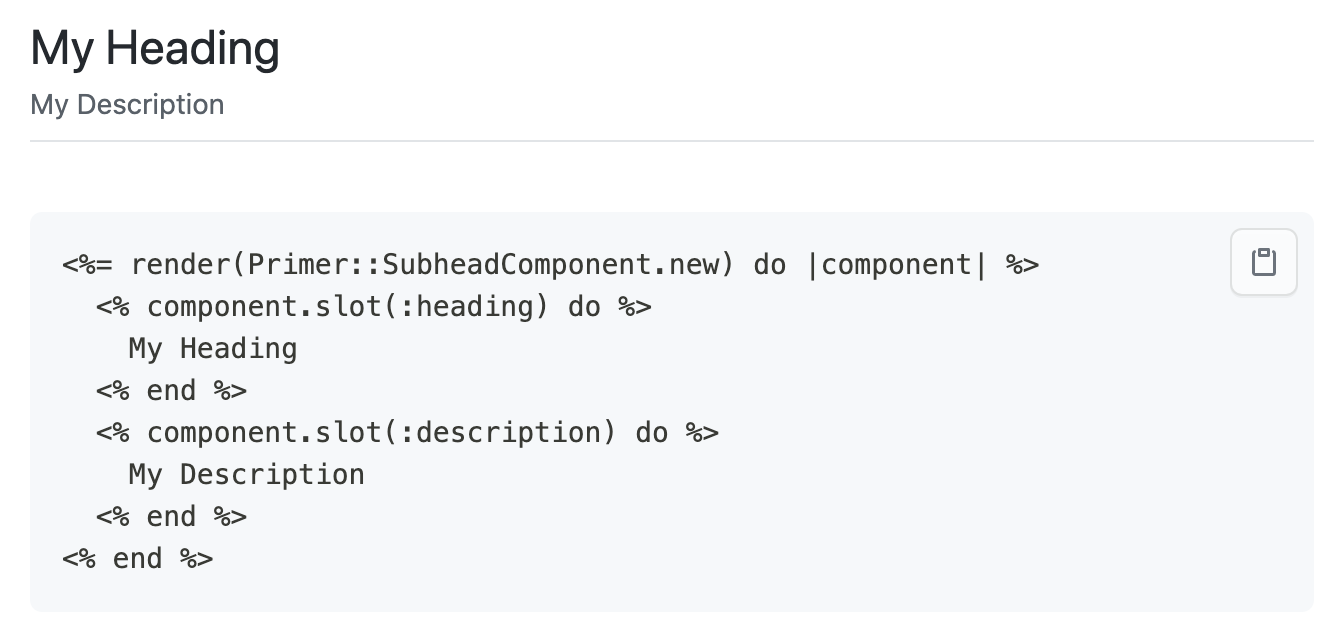 My Heading
My Description
<%= render(Primer::SubheadComponent.new) do |component| %>
  <% component.slot(:heading) do %>
    My Heading
  <% end %>
  <% component.slot(:description) do %>
    My Description
  <% end %>
<% end %>